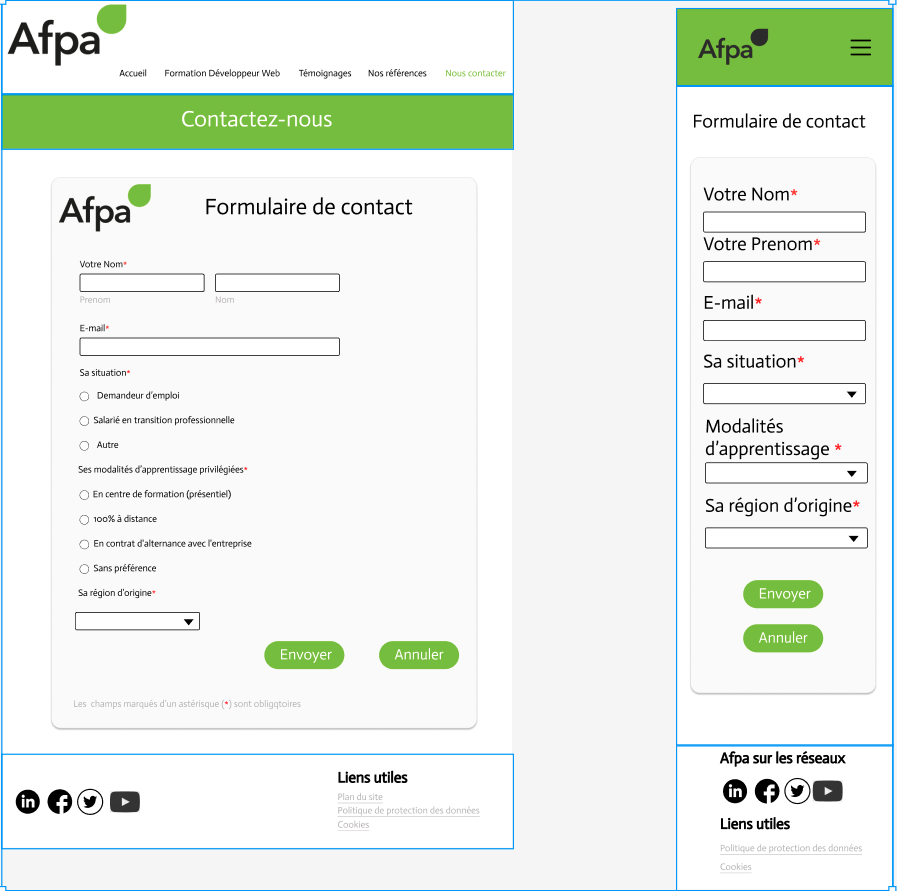 Afpa
Accueil Formation Développeur Web Témoignages Nos références Nous contacter
Contactez-nous
Afpa
Formulaire de contact
Votre Nom*
Prenom Nom
E-mail*
Sa situation*
Demandeur d'emploi
Salarié en transition professionnelle
Autre
Ses modalités d'apprentissage privilégiées*
En centre de formation (présentiel)
100% à distance
En contrat d'alternance avec l'entreprise
Sans préférence
Sa région d'origine*
Envoyer Annuler
Les champs marqués d'un astérisque (*) sont obligqtoires
in
Liens utiles
Plan du site
Politique de protection des données
Cookies
Afpa
Formulaire de contact
Votre Nom*
Votre Prenom*
E-mail*
Sa situation*
Modalités
d'apprentissage *
Sa région d'origine*
Envoyer
Annuler
Afpa sur les réseaux
in
Liens utiles
Politique de protection des données
Cookies